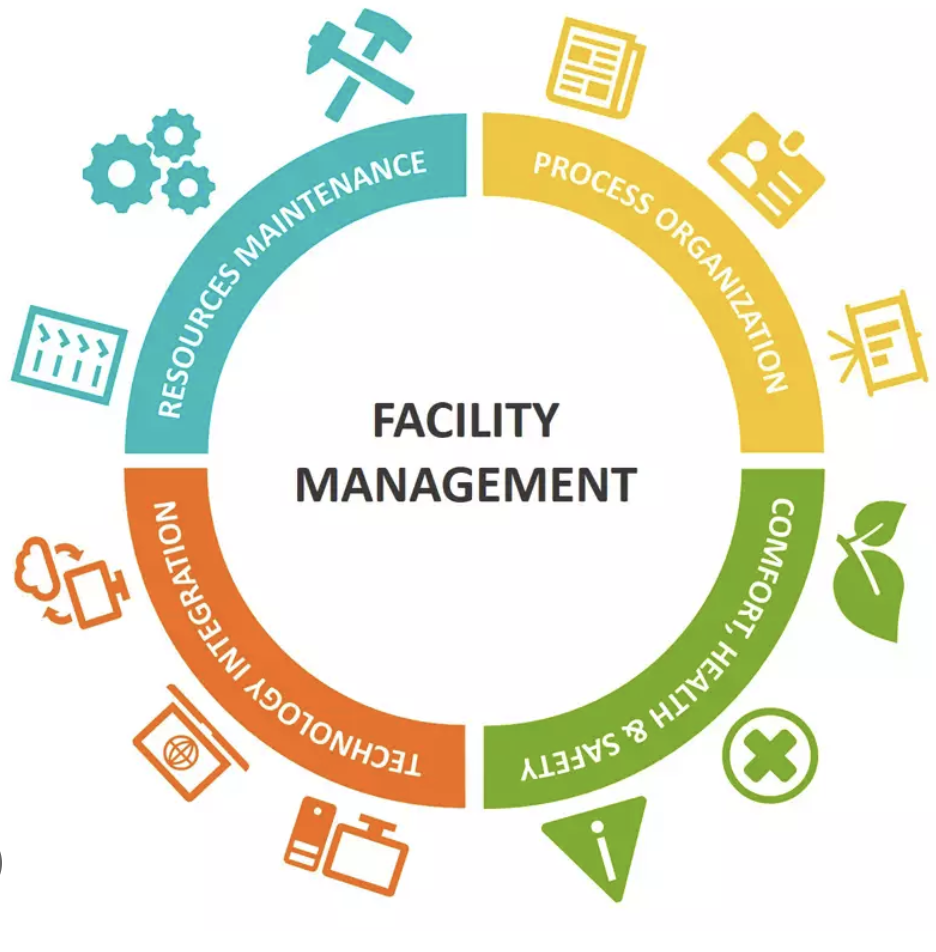 RESOURCES MAINTENANCE
PROCESS ORGANIZATION
FACILITY
MANAGEMENT
TECHNOLOGY INTEGRATION
COMFORT, HEALTH & SAFETY